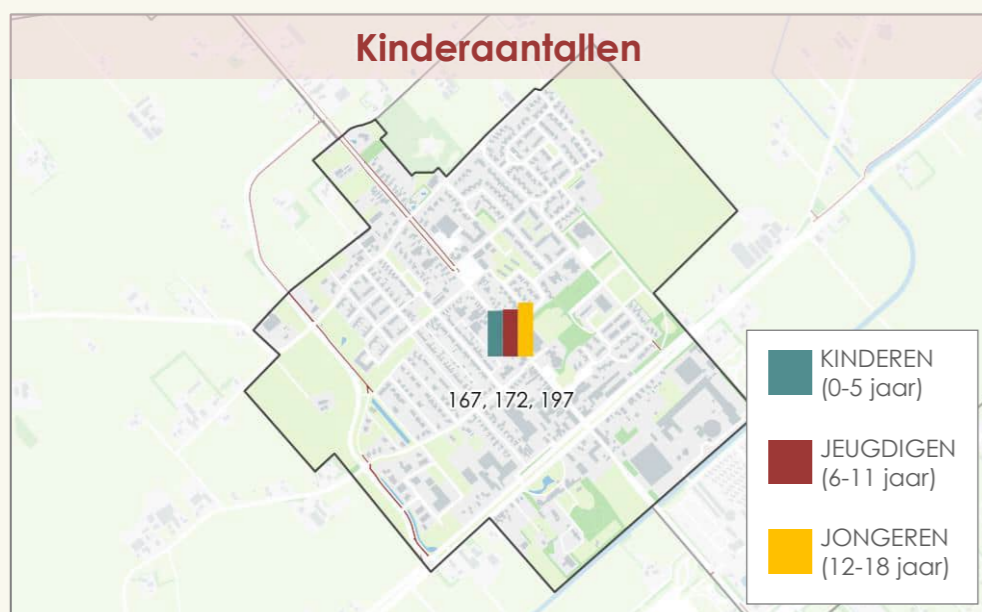 Kinderaantallen
167, 172, 197
KINDEREN
(0-5 jaar)
JEUGDIGEN
(6-11 jaar)
JONGEREN
(12-18 jaar)